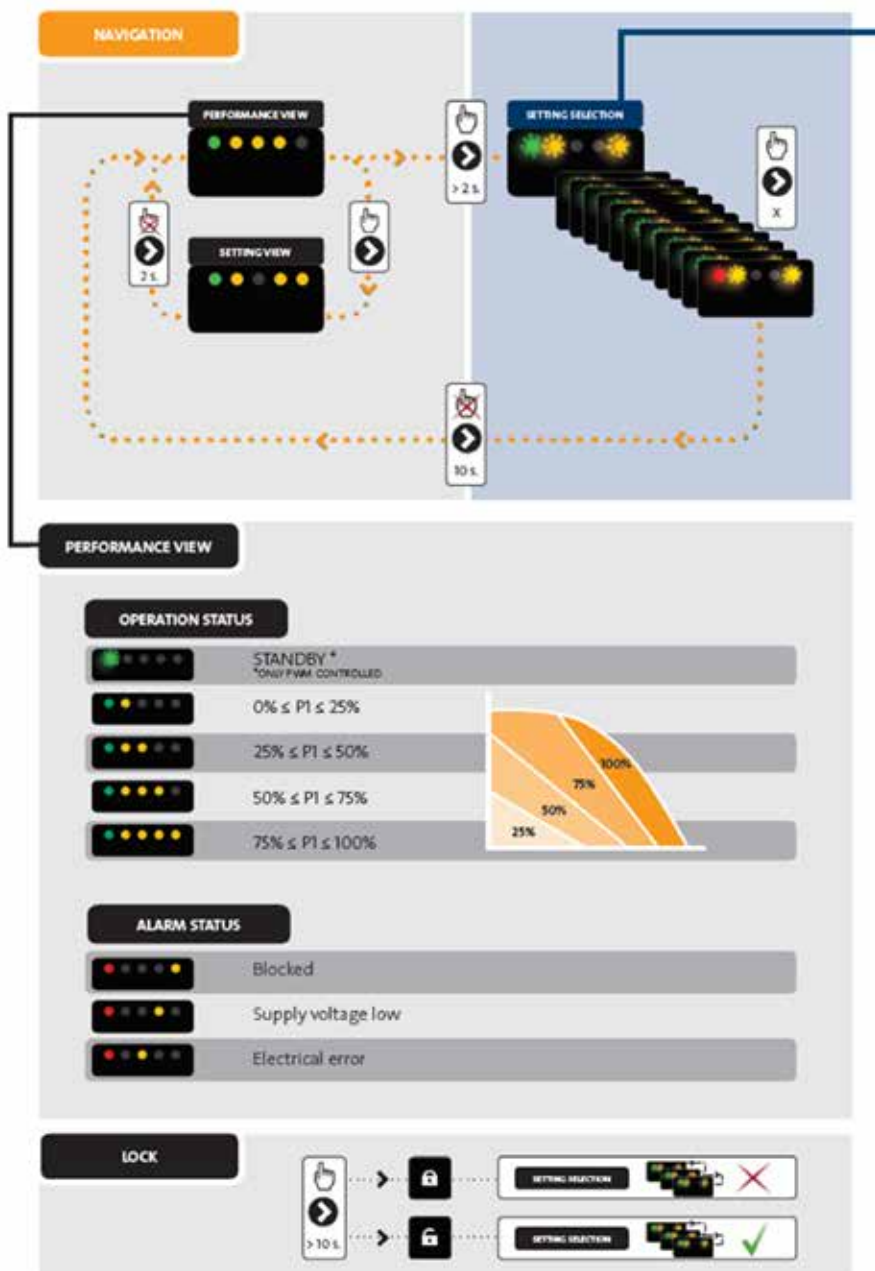 NAVIGATION
PERFORMANCE VIEW
SETTING SELECTION
> 2 s.
X
2 s.
SETTING VIEW
10 s.
PERFORMANCE VIEW
OPERATION STATUS
STANDBY *
*ONLY PWM CONTROLLED
0% ≤ P1 ≤ 25%
25% ≤ P1 ≤ 50%
50% ≤ P1 ≤ 75%
75% ≤ P1 ≤ 100%
100%
75%
50%
25%
ALARM STATUS
Blocked
Supply voltage low
Electrical error
LOCK
> 10 s.
SETTING SELECTION
SETTING SELECTION